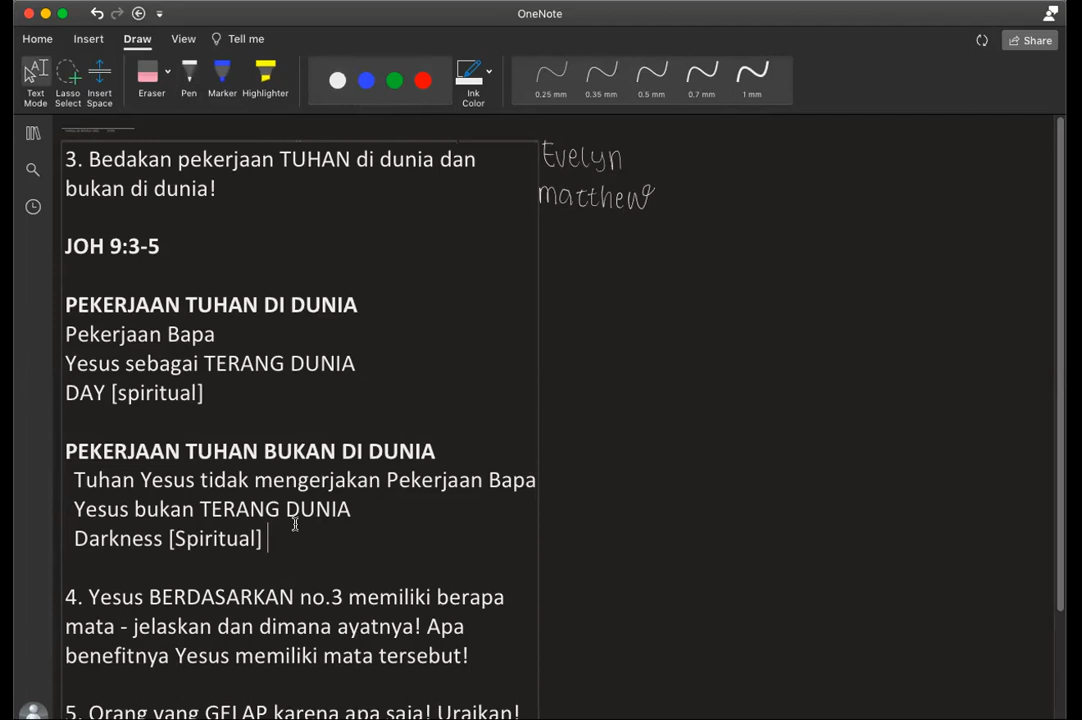 OneNote
Home Insert Draw View Tell me
Share
Text Mode
Lasso Select
Insert Space
Eraser
Pen
Marker
Highlighter
Ink Color
0.25 mm 0.35 mm 0.5 mm 0.7 mm 1 mm
3. Bedakan pekerjaan TUHAN di dunia dan
bukan di dunia!
Evelyn
matthew
JOH 9:3-5
PEKERJAAN TUHAN DI DUNIA
Pekerjaan Bapa
Yesus sebagai TERANG DUNIA
DAY [spiritual]
PEKERJAAN TUHAN BUKAN DI DUNIA
Tuhan Yesus tidak mengerjakan Pekerjaan Bapa
Yesus bukan TERANG DUNIA
Darkness [Spiritual]
4. Yesus BERDASARKAN no.3 memiliki berapa
mata - jelaskan dan dimana ayatnya! Apa
benefitnya Yesus memiliki mata tersebut!
5. Orang yang GELAP karena apa saja! Uraikan!